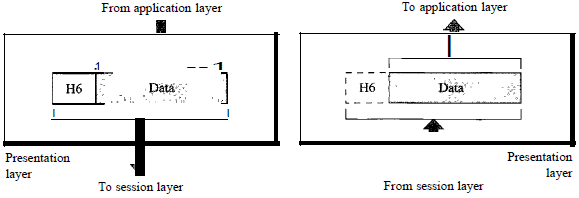 From application layer
H6
Data
Presentation
layer
To session layer
To application layer
H6
Data
Presentation
layer
From session layer